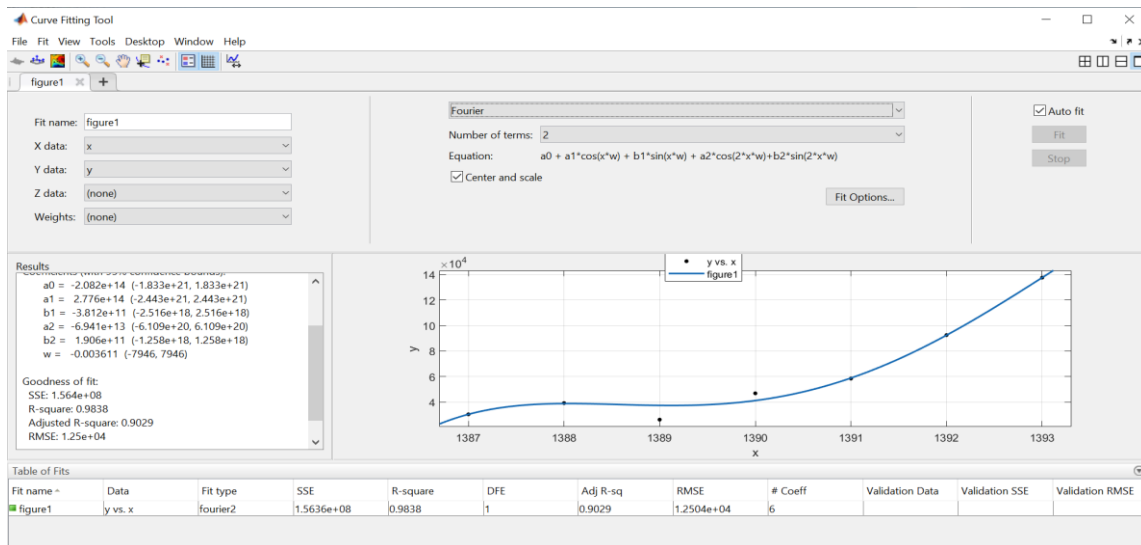 Curve Fitting Tool
File Fit View Tools Desktop Window Help
figure1
Fit name: figure1
X data: x
Y data: y
Z data: (none)
Weights: (none)
Fourier
Number of terms: 2
Equation: a0 + a1*cos(x*w) + b1*sin(x*w) + a2*cos(2*x*w)+b2*sin(2*x*w)
Center and scale
Fit Options...
Auto fit
Fit
Stop
Results
Coefficients (with 95% confidence bounds):
a0 = -2.082e+14 (-1.833e+21, 1.833e+21)
a1 = 2.776e+14 (-2.443e+21, 2.443e+21)
b1 = -3.812e+11 (-2.516e+18, 2.516e+18)
a2 = -6.941e+13 (-6.109e+20, 6.109e+20)
b2 = 1.906e+11 (-1.258e+18, 1.258e+18)
w = -0.003611 (-7946, 7946)
Goodness of fit:
SSE: 1.564e+08
R-square: 0.9838
Adjusted R-square: 0.9029
RMSE: 1.25e+04
×10⁴
y vs. x
figure1
14
12
10
8
6
4
y
1387 1388 1389 1390 1391 1392 1393
x
Table of Fits
Fit name Data Fit type SSE R-square DFE Adj R-sq RMSE # Coeff Validation Data Validation SSE Validation RMSE
figure1 y vs. x fourier2 1.5636e+08 0.9838 1 0.9029 1.2504e+04 6